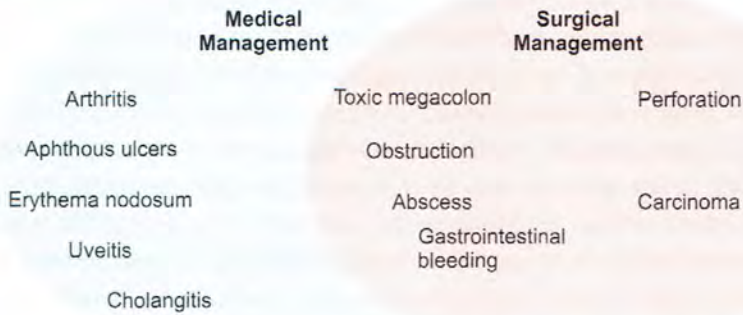 Medical
Management
Surgical
Management
Arthritis
Toxic megacolon
Perforation
Aphthous ulcers
Obstruction
Erythema nodosum
Abscess
Carcinoma
Uveitis
Gastrointestinal
bleeding
Cholangitis